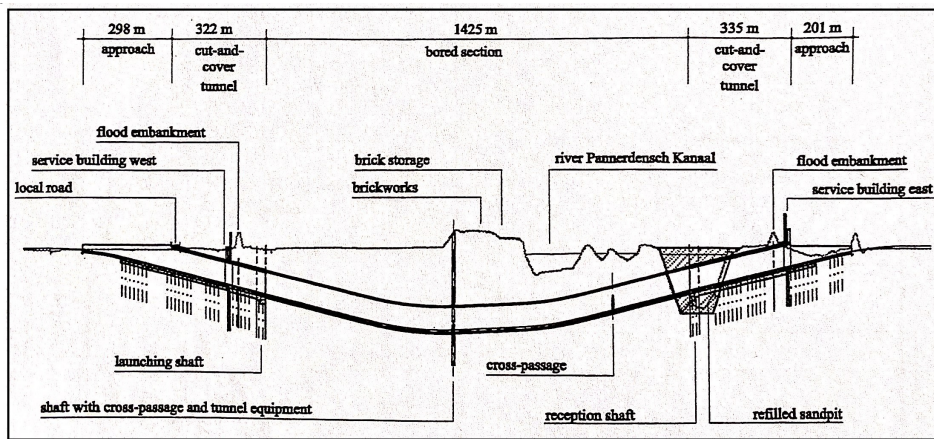 298 m 322 m 1425 m 335 m 201 m
approach cut-and-cover tunnel bored section cut-and-cover tunnel approach
flood embankment
service building west
local road
brick storage
brickworks
river Pannerdensch Kanaal
flood embankment
service building east
launching shaft
cross-passage
shaft with cross-passage and tunnel equipment
reception shaft
refilled sandpit